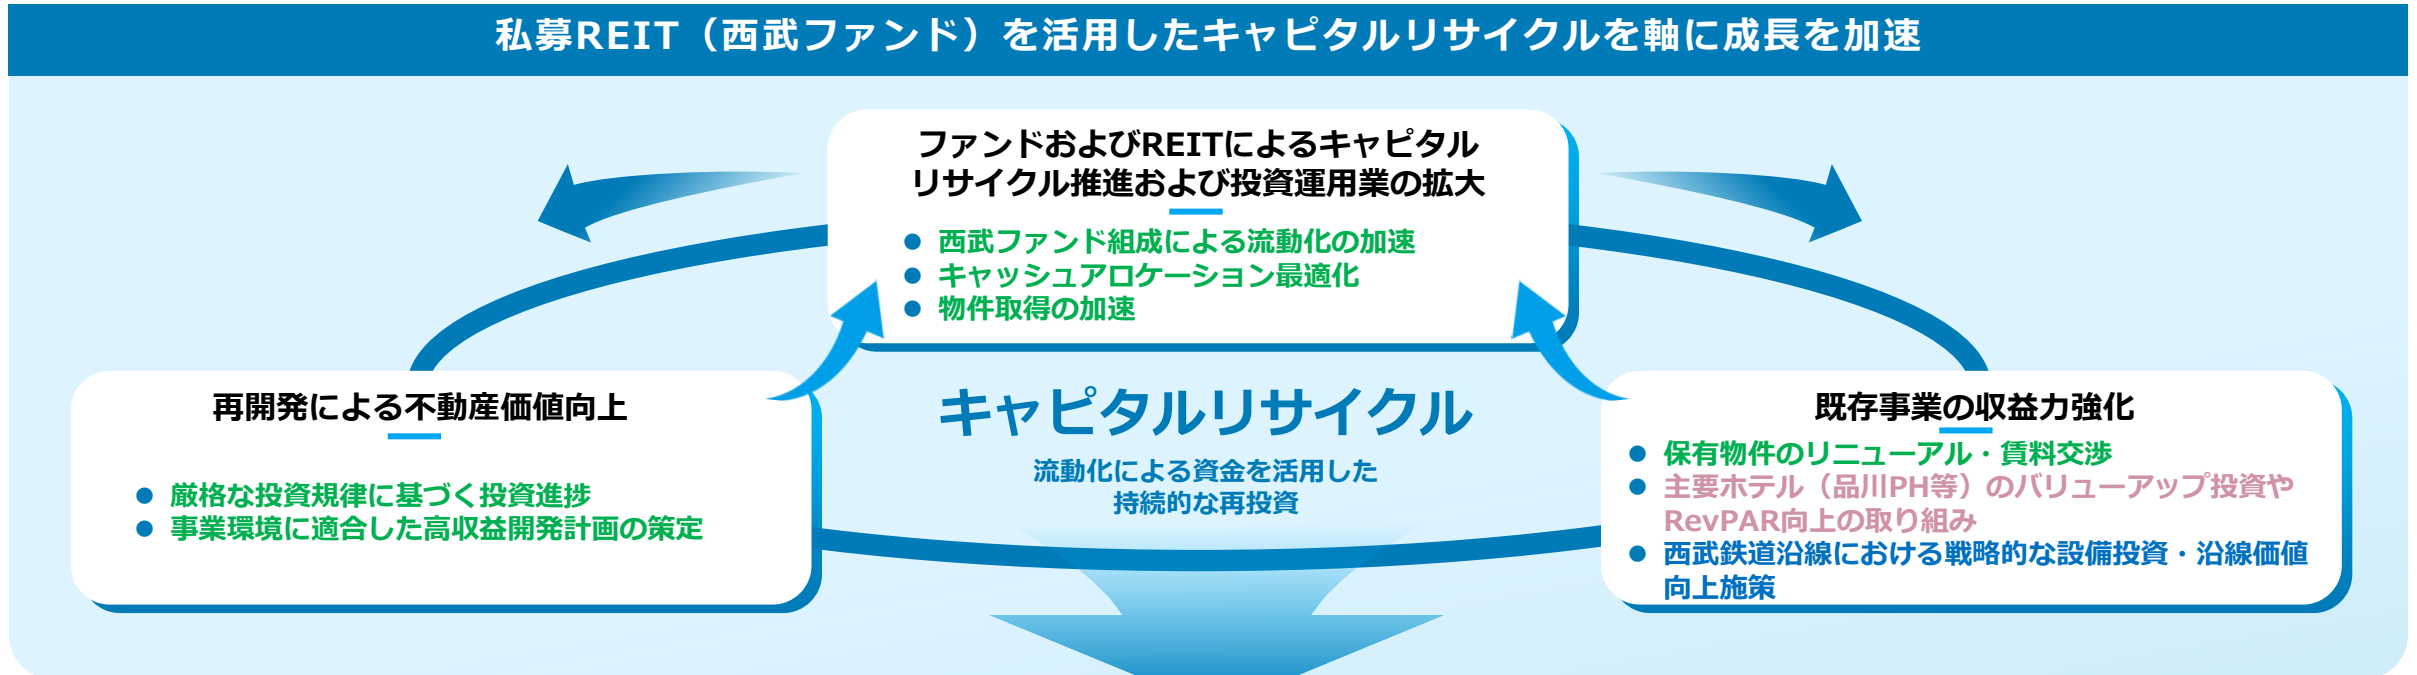 私募REIT（西武ファンド）を活用したキャピタルリサイクルを軸に成長を加速
ファンドおよびREITによるキャピタル
リサイクル推進および投資運用業の拡大
● 西武ファンド組成による流動化の加速
● キャッシュアロケーション最適化
● 物件取得の加速
再開発による不動産価値向上
● 厳格な投資規律に基づく投資進捗
● 事業環境に適合した高収益開発計画の策定
キャピタルリサイクル
流動化による資金を活用した
持続的な再投資
既存事業の収益力強化
● 保有物件のリニューアル・賃料交渉
● 主要ホテル（品川PH等）のバリューアップ投資や
RevPAR向上の取り組み
● 西武鉄道沿線における戦略的な設備投資・沿線価値
向上施策